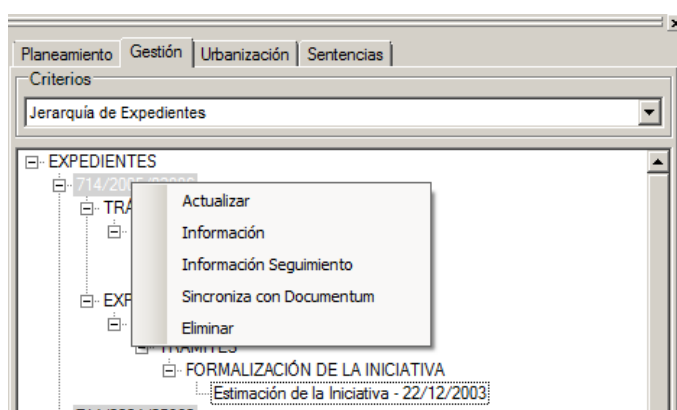 Planeamiento Gestión Urbanización Sentencias
Criterios
Jerarquía de Expedientes
EXPEDIENTES
Actualizar
Información
Información Seguimiento
Sincroniza con Documentum
Eliminar
TRÁMITES
FORMALIZACIÓN DE LA INICIATIVA
Estimación de la Iniciativa - 22/12/2003